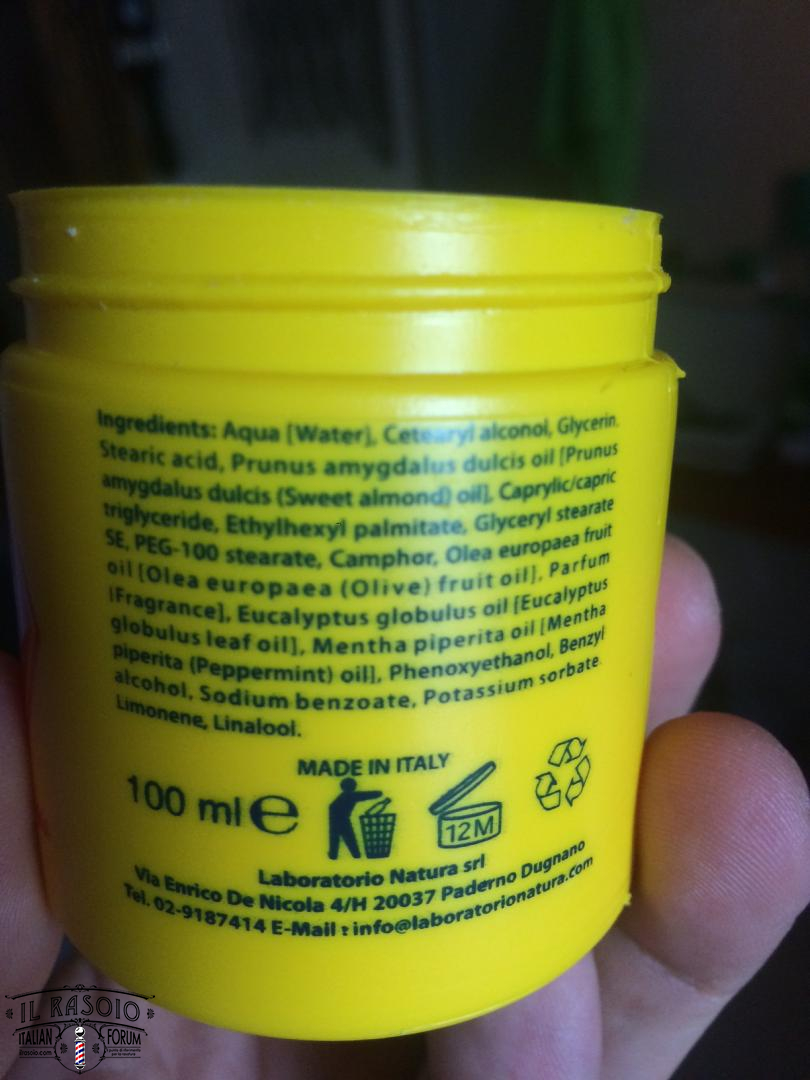 Ingredients: Aqua [Water], Cetearyl alconol, Glycerin.
Stearic acid, Prunus amygdalus dulcis oil [Prunus
amygdalus dulcis (Sweet almond) oil], Caprylic/capric
triglyceride, Ethylhexyl palmitate, Glyceryl stearate
SE, PEG-100 stearate, Camphor, Olea europaea fruit
oil [Olea europaea (Olive) fruit oil], Parfum
[Fragrance], Eucalyptus globulus oil [Eucalyptus
globulus leaf oil], Mentha piperita oil [Mentha
piperita (Peppermint) oil], Phenoxyethanol, Benzyl
alcohol, Sodium benzoate, Potassium sorbate
Limonene, Linalool.
MADE IN ITALY
100 ml e
12M
Laboratorio Natura srl
Via Enrico De Nicola 4/H 20037 Paderno Dugnano
Tel. 02-9187414 E-Mail : info@laboratorionatura.com
IL RASOIO
ITALIAN FORUM
ilrasoio.com